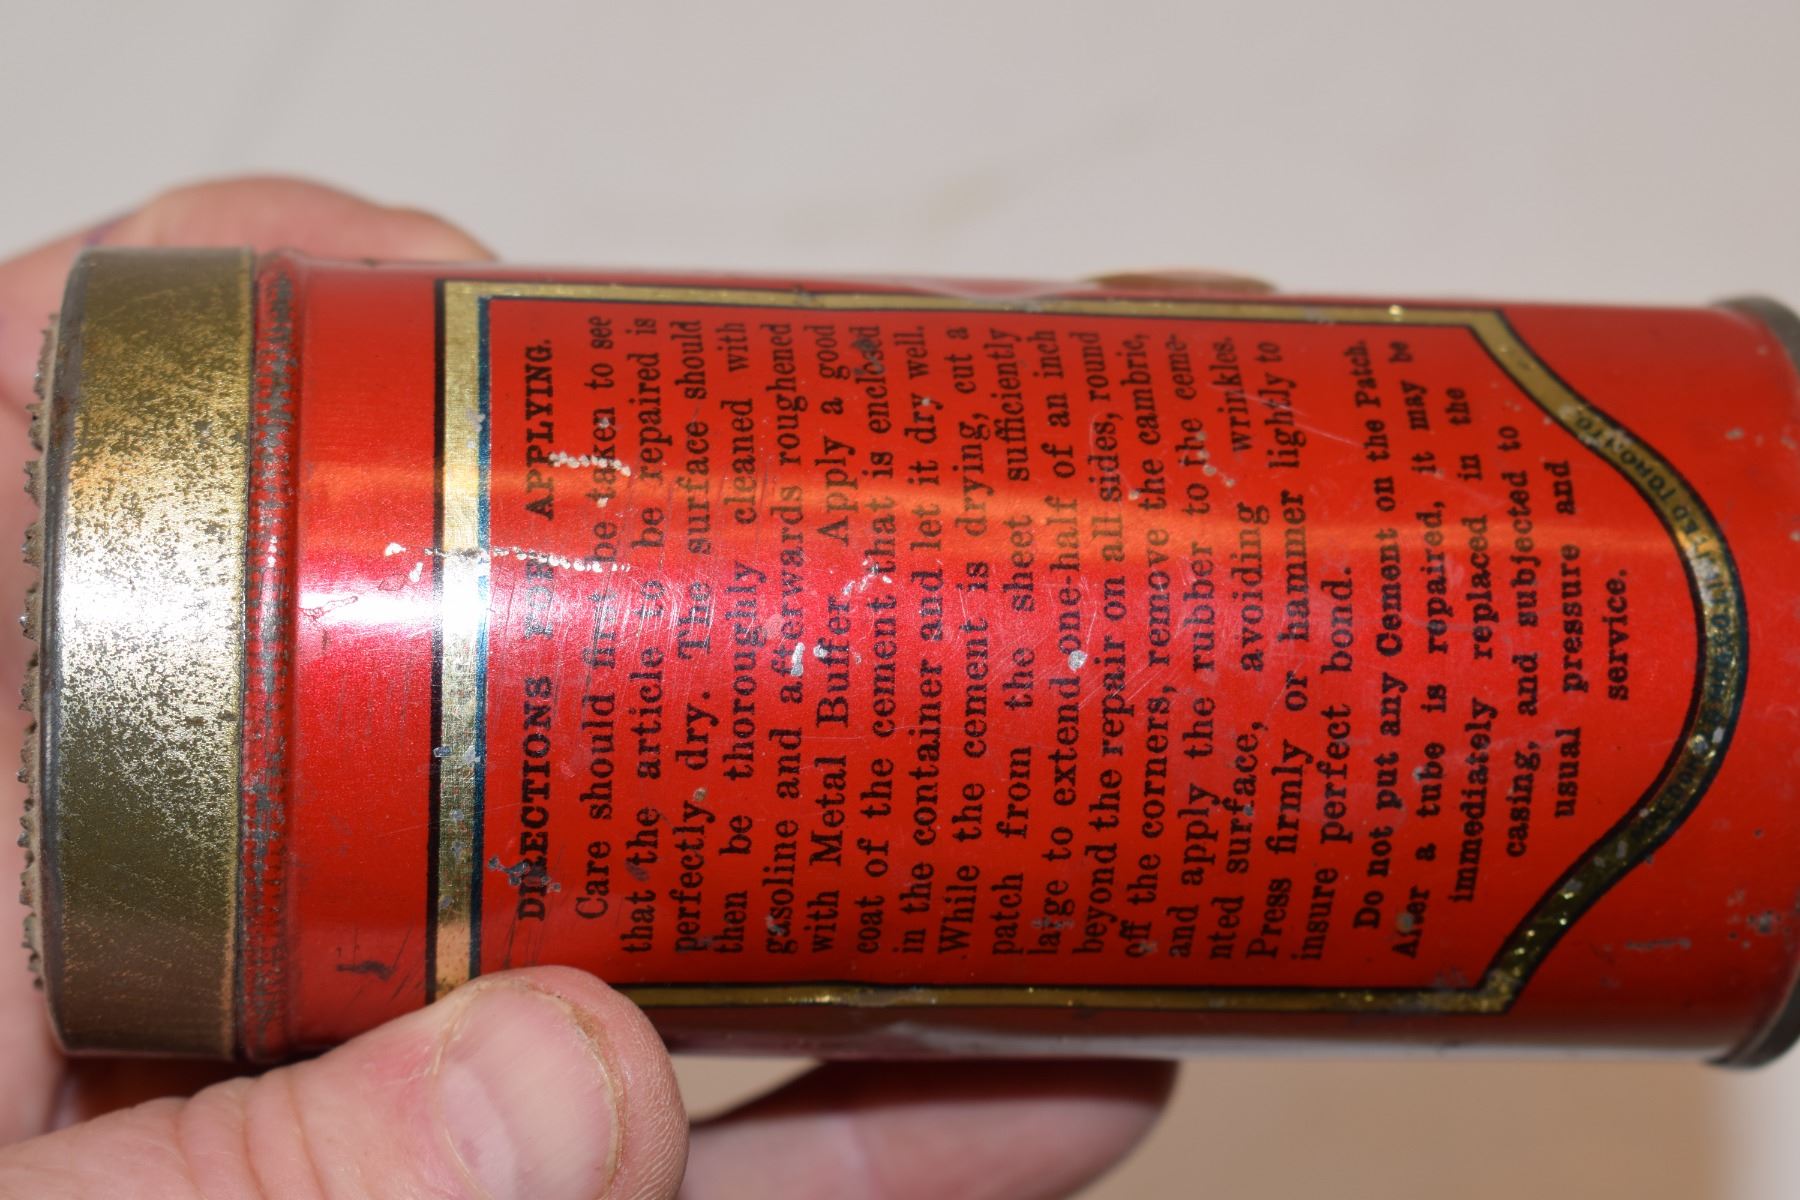 DIRECTIONS FOR APPLYING.
Care should first be taken to see
that the article to be repaired is
perfectly dry. The surface should
then be thoroughly cleaned with
gasoline and afterwards roughened
with Metal Buffer. Apply a good
coat of the cement that is enclosed
in the container and let it dry well.
While the cement is drying, cut a
patch from the sheet sufficiently
large to extend one-half of an inch
beyond the repair on all sides, round
off the corners, remove the cambric,
and apply the rubber to the ceme-
nted surface, avoiding wrinkles.
Press firmly or hammer lightly to
insure perfect bond.
Do not put any Cement on the Patch.
After a tube is repaired, it may be
immediately replaced in the
casing, and subjected to
usual pressure and
service.
TORONTO